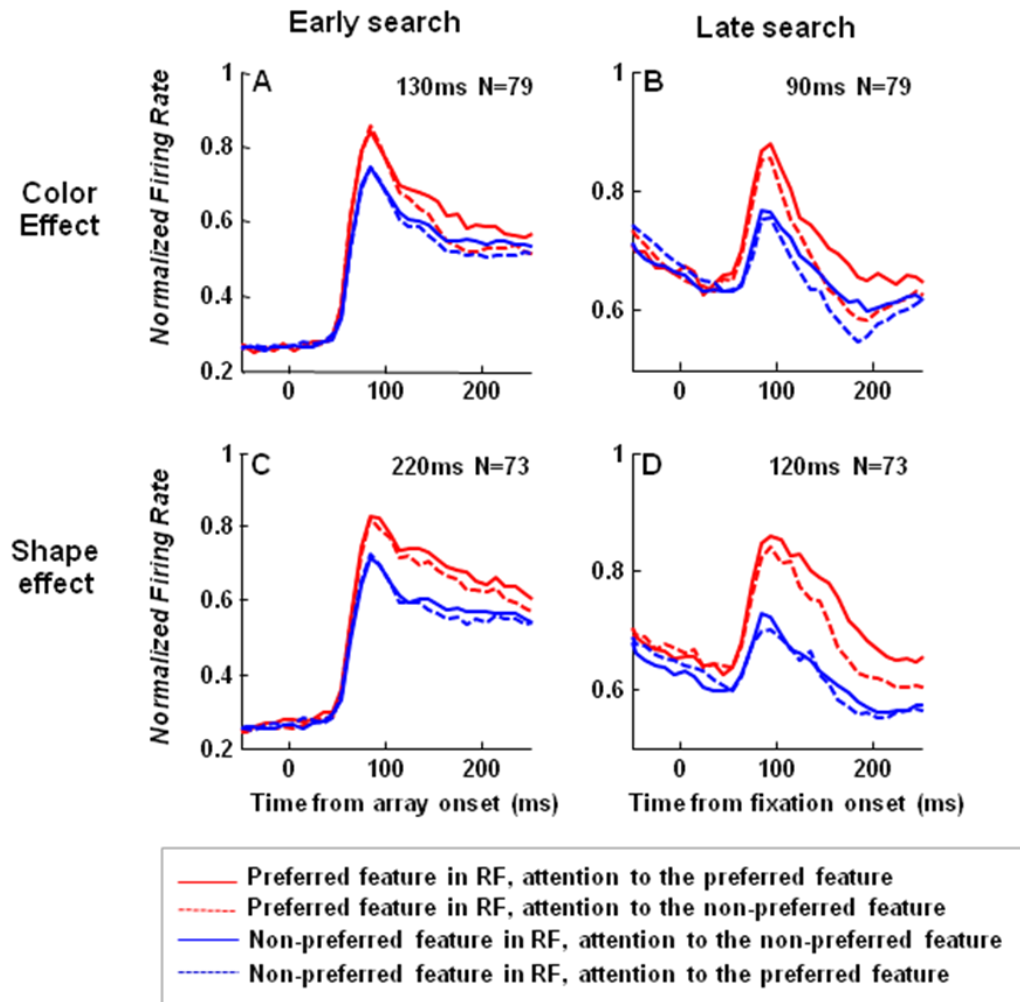 Early search
Late search
Color
Effect
Shape
effect
A
130ms N=79
Normalized Firing Rate
1
0.8
0.6
0.4
0.2
0 100 200
B
90ms N=79
1
0.8
0.6
0 100 200
C
220ms N=73
Normalized Firing Rate
1
0.8
0.6
0.4
0.2
0 100 200
Time from array onset (ms)
D
120ms N=73
1
0.8
0.6
0 100 200
Time from fixation onset (ms)
Preferred feature in RF, attention to the preferred feature
Preferred feature in RF, attention to the non-preferred feature
Non-preferred feature in RF, attention to the non-preferred feature
Non-preferred feature in RF, attention to the preferred feature